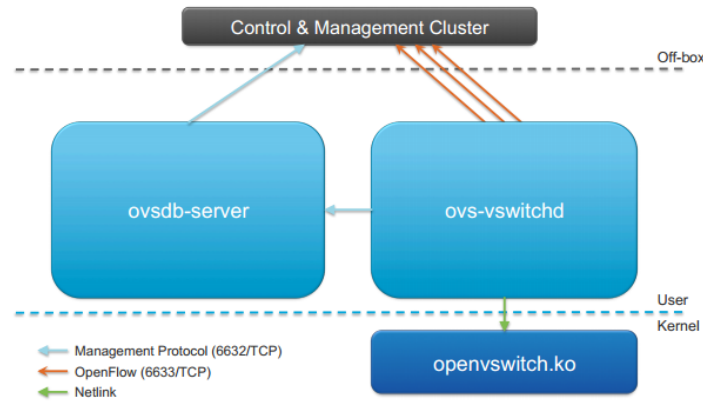 Control & Management Cluster
Off-box
ovsdb-server
ovs-vswitchd
User
Kernel
Management Protocol (6632/TCP)
OpenFlow (6633/TCP)
Netlink
openvswitch.ko